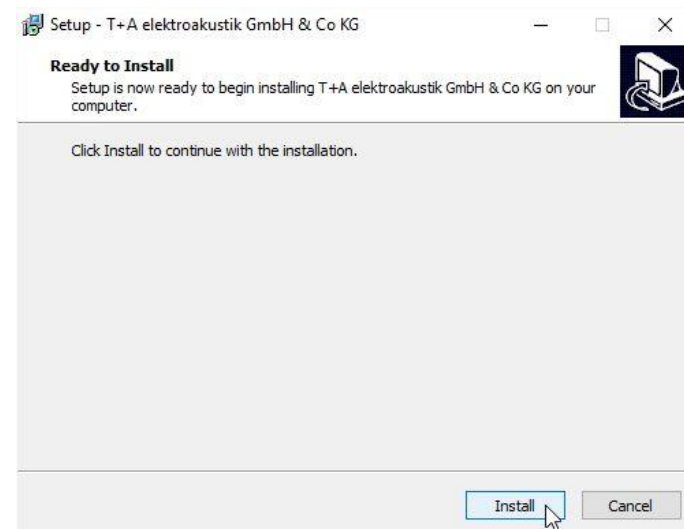 Setup - T+A elektroakustik GmbH & Co KG
Ready to Install
Setup is now ready to begin installing T+A elektroakustik GmbH & Co KG on your
computer.
Click Install to continue with the installation.
Install
Cancel